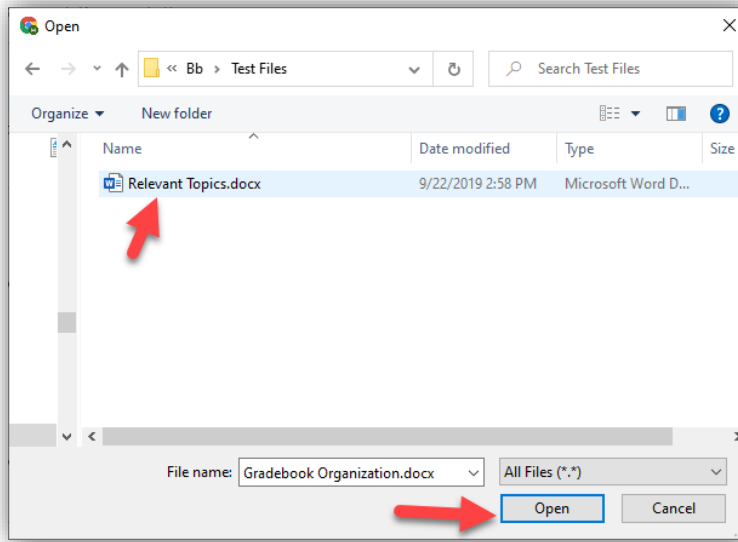 Open
« Bb > Test Files
Search Test Files
Organize
New folder
Name
Date modified
Type
Size
Relevant Topics.docx
9/22/2019 2:58 PM
Microsoft Word D...
File name:
Gradebook Organization.docx
All Files (*.*)
Open
Cancel